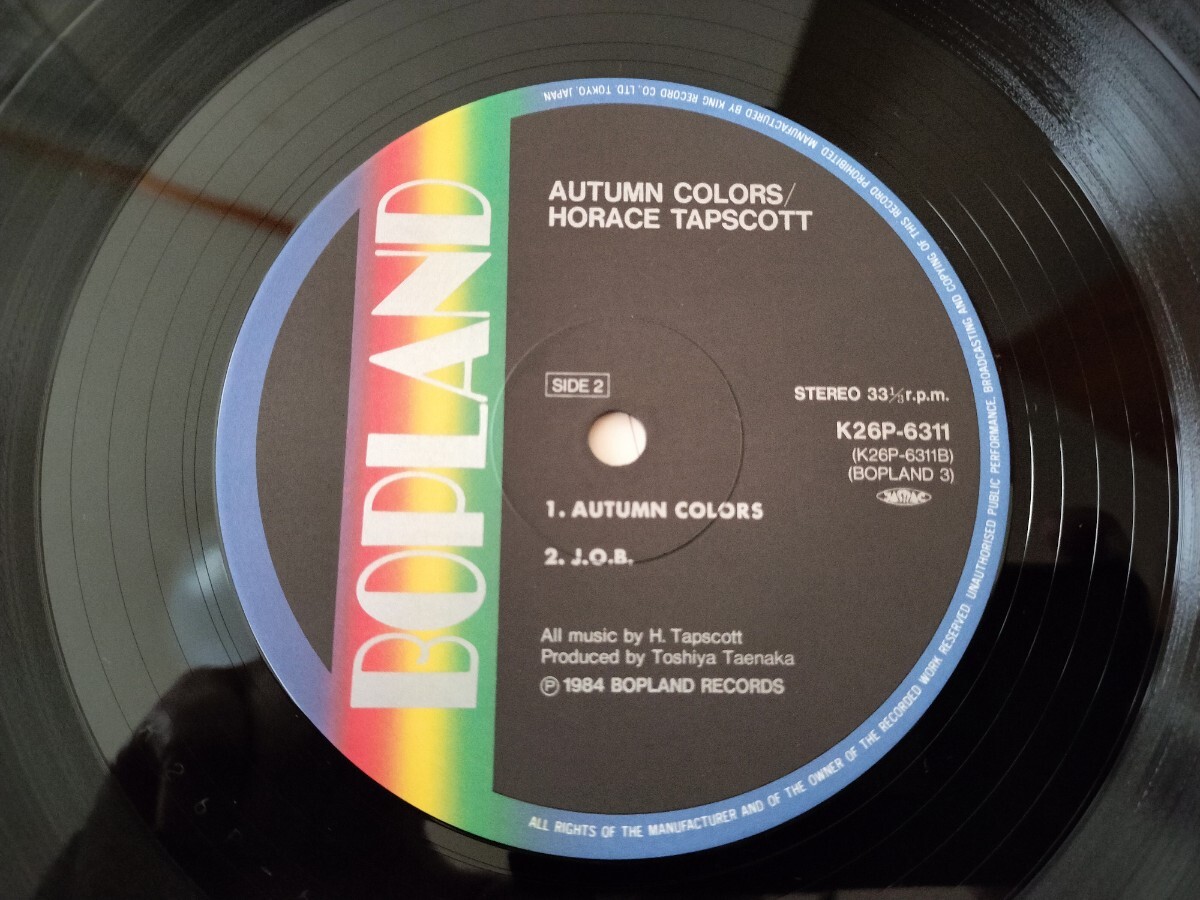 BOPLAND
AUTUMN COLORS/
HORACE TAPSCOTT
SIDE 2
STEREO 33⅓r.p.m.
K26P-6311
(K26P-6311B)
(BOPLAND 3)
1. AUTUMN COLORS
2. J.O.B.
All music by H. Tapscott
Produced by Toshiya Taenaka
Ⓟ 1984 BOPLAND RECORDS
ALL RIGHTS OF THE MANUFACTURER AND OF THE OWNER OF THE RECORDED WORK RESERVED. UNAUTHORISED PUBLIC PERFORMANCE, BROADCASTING AND COPYING OF THIS RECORD PROHIBITED. MANUFACTURED BY KING RECORD CO., LTD. TOKYO, JAPAN.